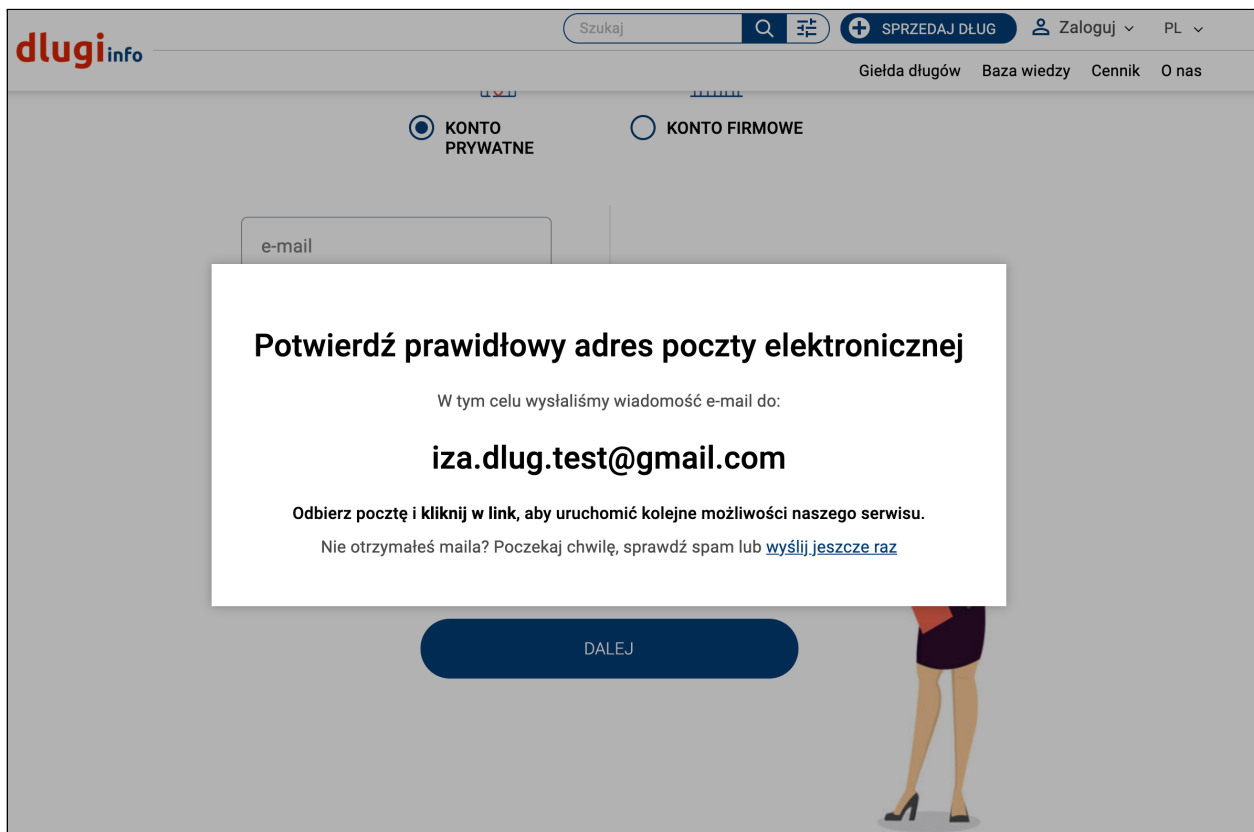 dlugi info
Szukaj
SPRZEDAJ DŁUG
Zaloguj
PL
Giełda długów
Baza wiedzy
Cennik
O nas
KONTO
PRYWATNE
KONTO FIRMOWE
e-mail
Potwierdź prawidłowy adres poczty elektronicznej
W tym celu wysłaliśmy wiadomość e-mail do:
iza.dlug.test@gmail.com
Odbierz pocztę i kliknij w link, aby uruchomić kolejne możliwości naszego serwisu.
Nie otrzymałeś maila? Poczekaj chwilę, sprawdź spam lub wyślij jeszcze raz
DALEJ